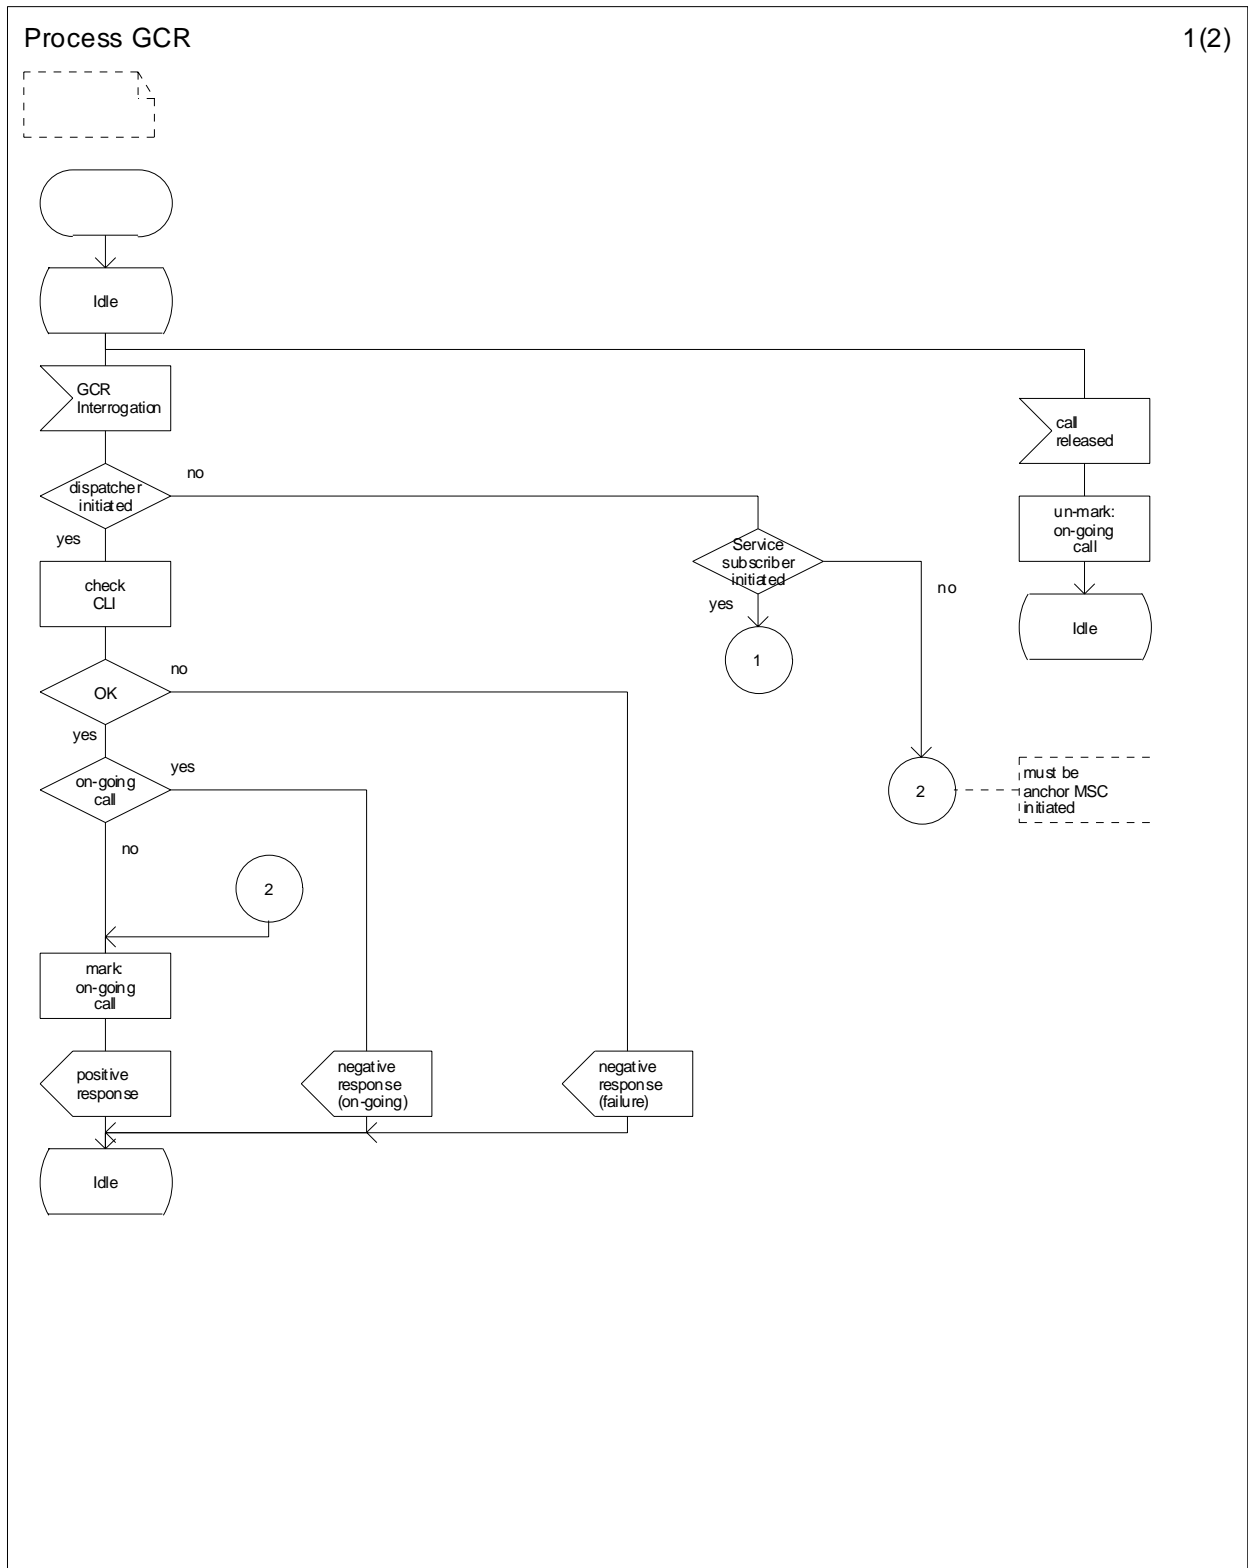 Process GCR
1(2)
Idle
GCR
Interrogation
call
released
no
dispatcher
initiated
yes
un-mark:
on-going
call
Service
subscriber
initiated
no
yes
check
CLI
Idle
1
no
OK
yes
yes
on-going
call
no
2
must be
anchor MSC
initiated
2
mark:
on-going
call
positive
response
negative
response
(on-going)
negative
response
(failure)
Idle